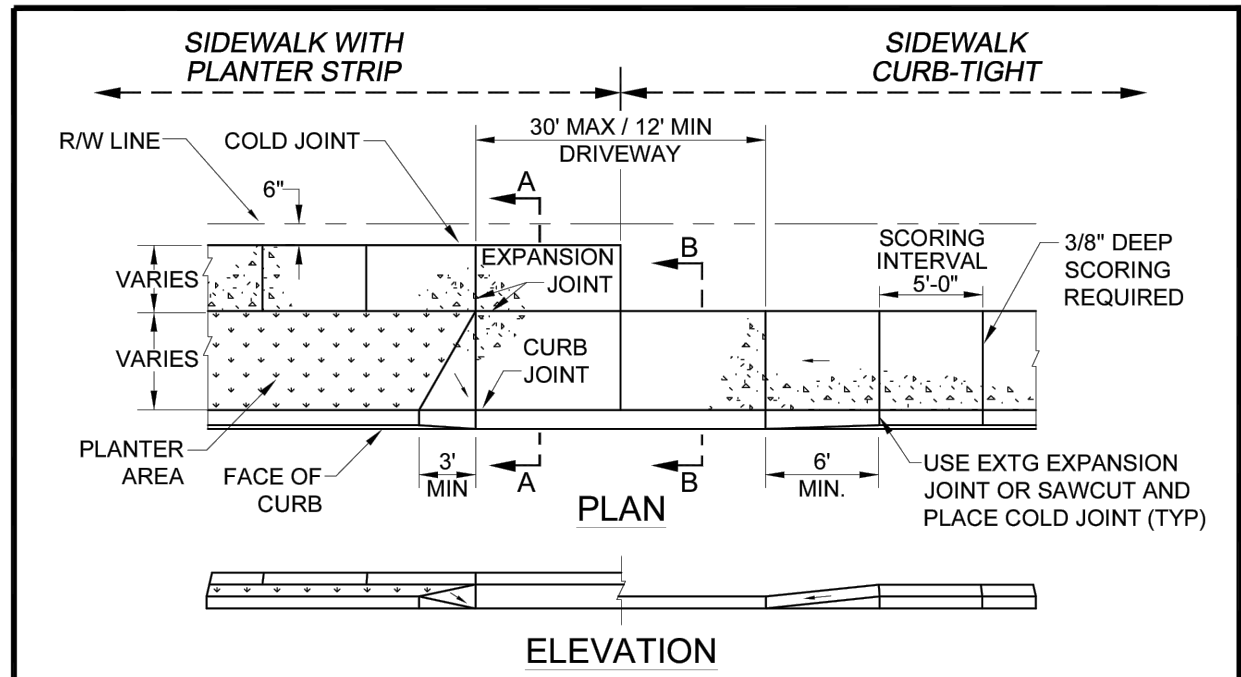 SIDEWALK WITH
PLANTER STRIP
SIDEWALK
CURB-TIGHT
R/W LINE
COLD JOINT
30' MAX / 12' MIN
DRIVEWAY
6"
A
B
EXPANSION
JOINT
SCORING
INTERVAL
5'-0"
3/8" DEEP
SCORING
REQUIRED
VARIES
VARIES
CURB
JOINT
PLANTER
AREA
FACE OF
CURB
3'
MIN
A
B
6'
MIN.
USE EXTG EXPANSION
JOINT OR SAWCUT AND
PLACE COLD JOINT (TYP)
PLAN
ELEVATION